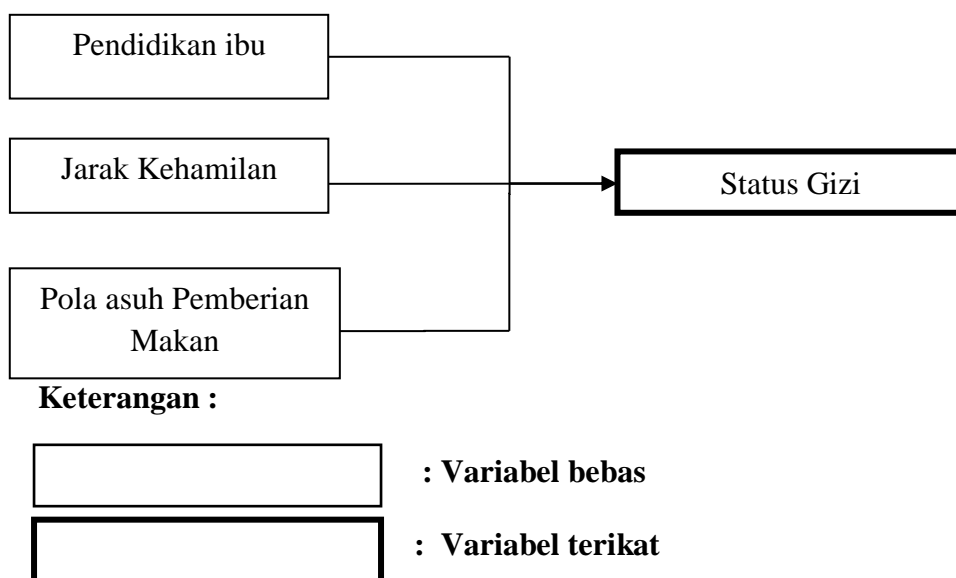 Pendidikan ibu
Jarak Kehamilan
Status Gizi
Pola asuh Pemberian
Makan
Keterangan :
: Variabel bebas
: Variabel terikat